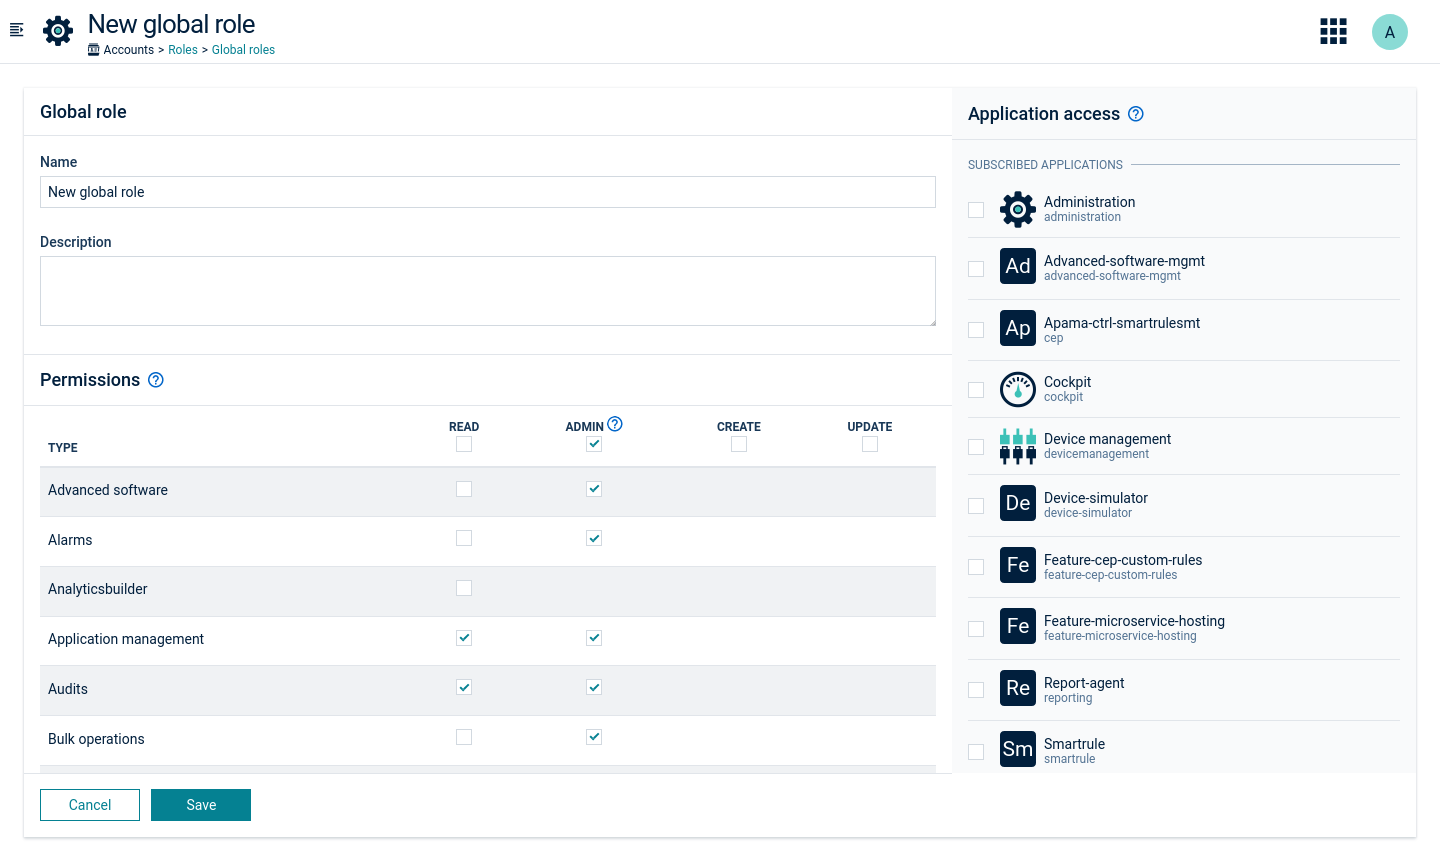 New global role
Accounts > Roles > Global roles
A
Global role
Name
New global role
Description
Permissions
TYPE READ ADMIN CREATE UPDATE
Advanced software
Alarms
Analyticsbuilder
Application management
Audits
Bulk operations
Cancel
Save
Application access
SUBSCRIBED APPLICATIONS
Administration
administration
Ad
Advanced-software-mgmt
advanced-software-mgmt
Ap
Apama-ctrl-smartrulesmt
cep
Cockpit
cockpit
Device management
devicemanagement
De
Device-simulator
device-simulator
Fe
Feature-cep-custom-rules
feature-cep-custom-rules
Fe
Feature-microservice-hosting
feature-microservice-hosting
Re
Report-agent
reporting
Sm
Smartrule
smartrule